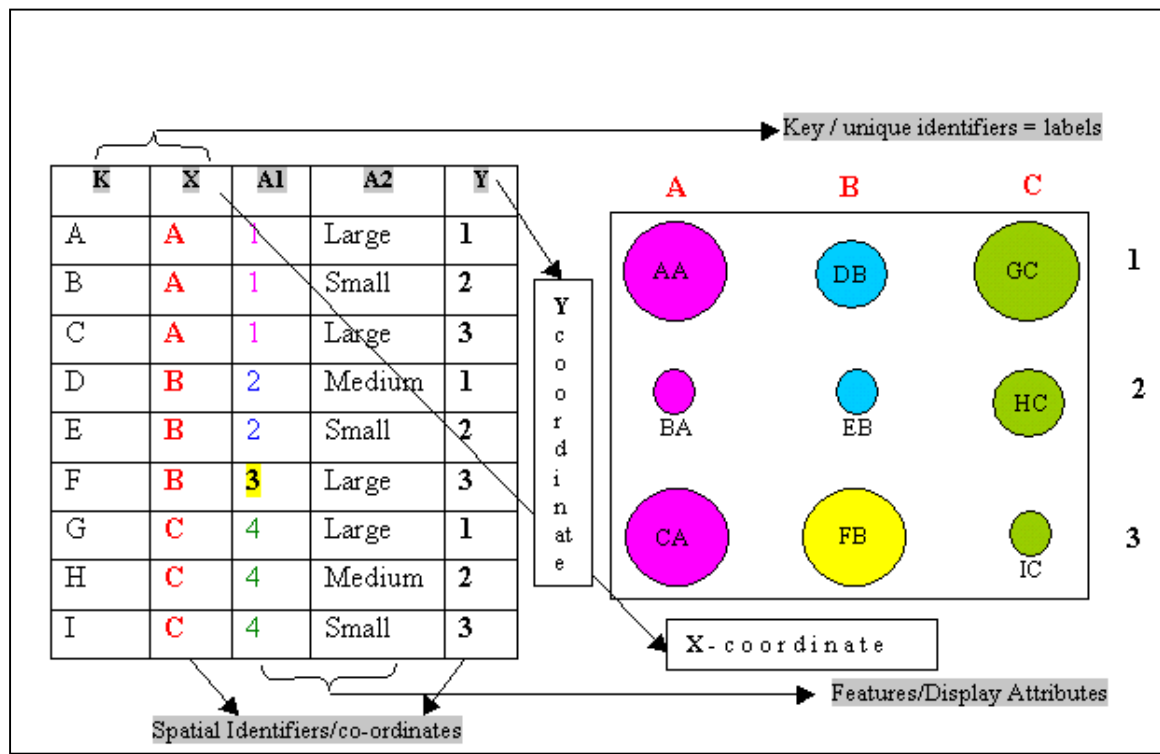 Key / unique identifiers = labels
K X A1 A2 Y
A A 1 Large 1
B A 1 Small 2
C A 1 Large 3
D B 2 Medium 1
E B 2 Small 2
F B 3 Large 3
G C 4 Large 1
H C 4 Medium 2
I C 4 Small 3
Y
c
o
o
r
d
i
n
at
e
A B C
AA DB GC 1
BA EB HC 2
CA FB IC 3
X-coordinate
Features/Display Attributes
Spatial Identifiers/co-ordinates